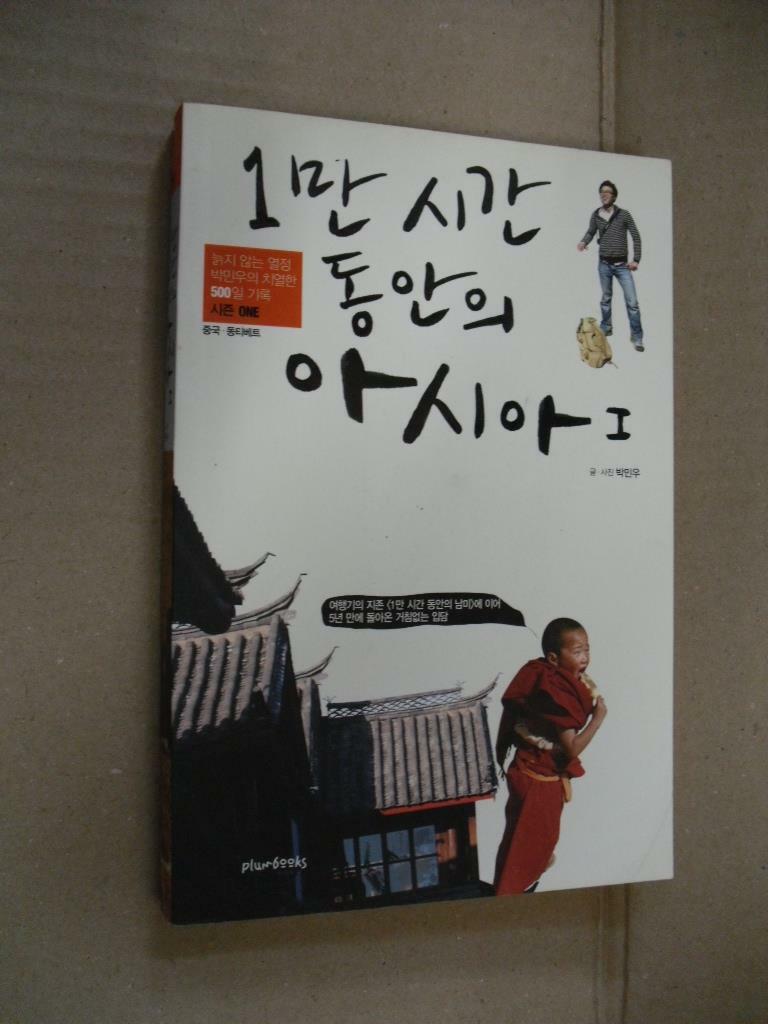 1만 시간
동안의
아시아 I
늙지 않는 열정
박민우의 치열한
500일 기록
시즌 ONE
중국·동티베트
글·사진 박민우
여행기의 지존 <1만 시간 동안의 남미>에 이어
5년 만에 돌아온 거침없는 입담
plumbooks